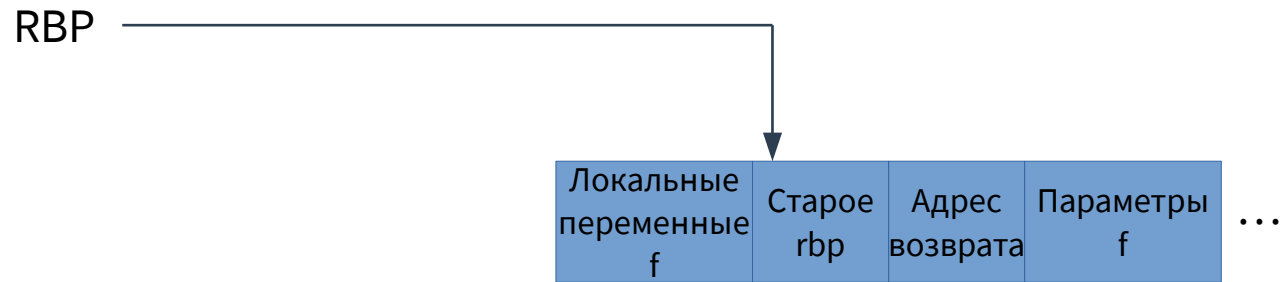 RBP
Локальные
переменные
f
Старое
rbp
Адрес
возврата
Параметры
f
...